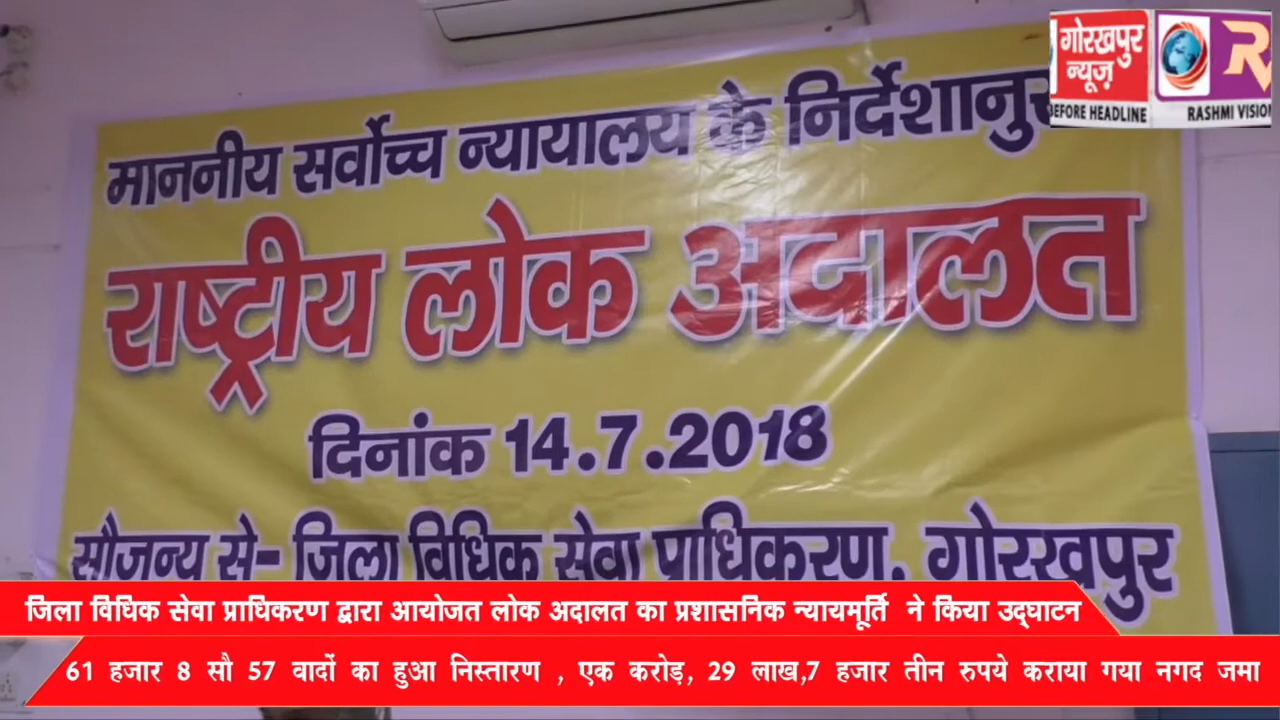 गोरखपुर
न्यूज़
BEFORE HEADLINE
RASHMI VISION
माननीय सर्वोच्च न्यायालय के
राष्ट्रीय लोक अदालत
दिनांक 14.7.2018
सौजन्य से- जिला विधिक सेवा प्राधिकरण, गोरखपुर
जिला विधिक सेवा प्राधिकरण द्वारा आयोजत लोक अदालत का प्रशासनिक न्यायमूर्ति ने किया उद्घाटन
61 हजार 8 सौ 57 वादों का हुआ निस्तारण , एक करोड़, 29 लाख,7 हजार तीन रुपये कराया गया नगद जमा